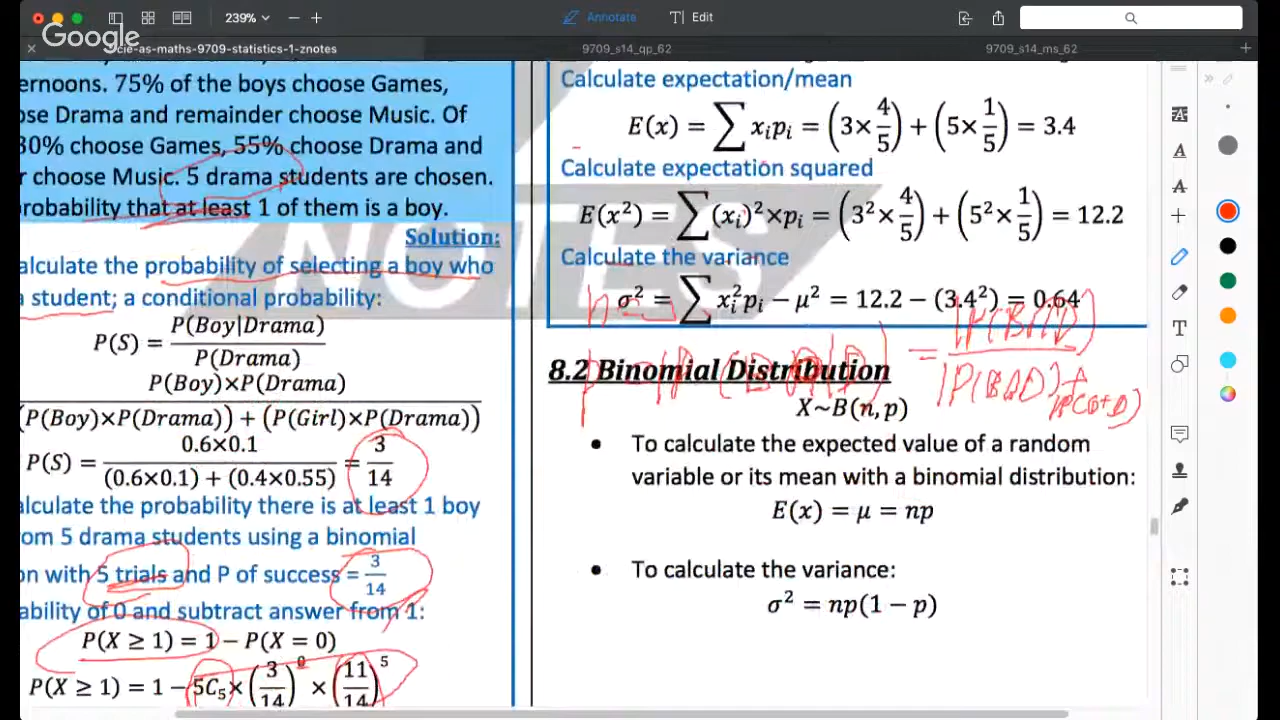 239%
Annotate
Edit
Google
cie-as-maths-9709-statistics-1-znotes
9709_s14_qp_62
9709_s14_ms_62
ernoons. 75% of the boys choose Games,
ose Drama and remainder choose Music. Of
30% choose Games, 55% choose Drama and
r choose Music. 5 drama students are chosen.
robability that at least 1 of them is a boy.
Solution:
alculate the probability of selecting a boy who
a student; a conditional probability:
P(S) = P(Boy|Drama) / P(Drama)
P(Boy)×P(Drama)
(P(Boy)×P(Drama)) + (P(Girl)×P(Drama))
P(S) = 0.6×0.1 / (0.6×0.1) + (0.4×0.55) = 3/14
alculate the probability there is at least 1 boy
om 5 drama students using a binomial
on with 5 trials and P of success = 3/14
ability of 0 and subtract answer from 1:
P(X ≥ 1) = 1 − P(X = 0)
P(X ≥ 1) = 1 − 5C₅ × (3/14)⁰ × (11/14)⁵
Calculate expectation/mean
E(x) = ∑ xᵢpᵢ = (3×4/5) + (5×1/5) = 3.4
Calculate expectation squared
E(x²) = ∑(xᵢ)²×pᵢ = (3²×4/5) + (5²×1/5) = 12.2
Calculate the variance
σ² = ∑ xᵢ²pᵢ − μ² = 12.2 − (3.4²) = 0.64
8.2 Binomial Distribution
X~B(n, p)
• To calculate the expected value of a random
variable or its mean with a binomial distribution:
E(x) = μ = np
• To calculate the variance:
σ² = np(1 − p)
NOTES